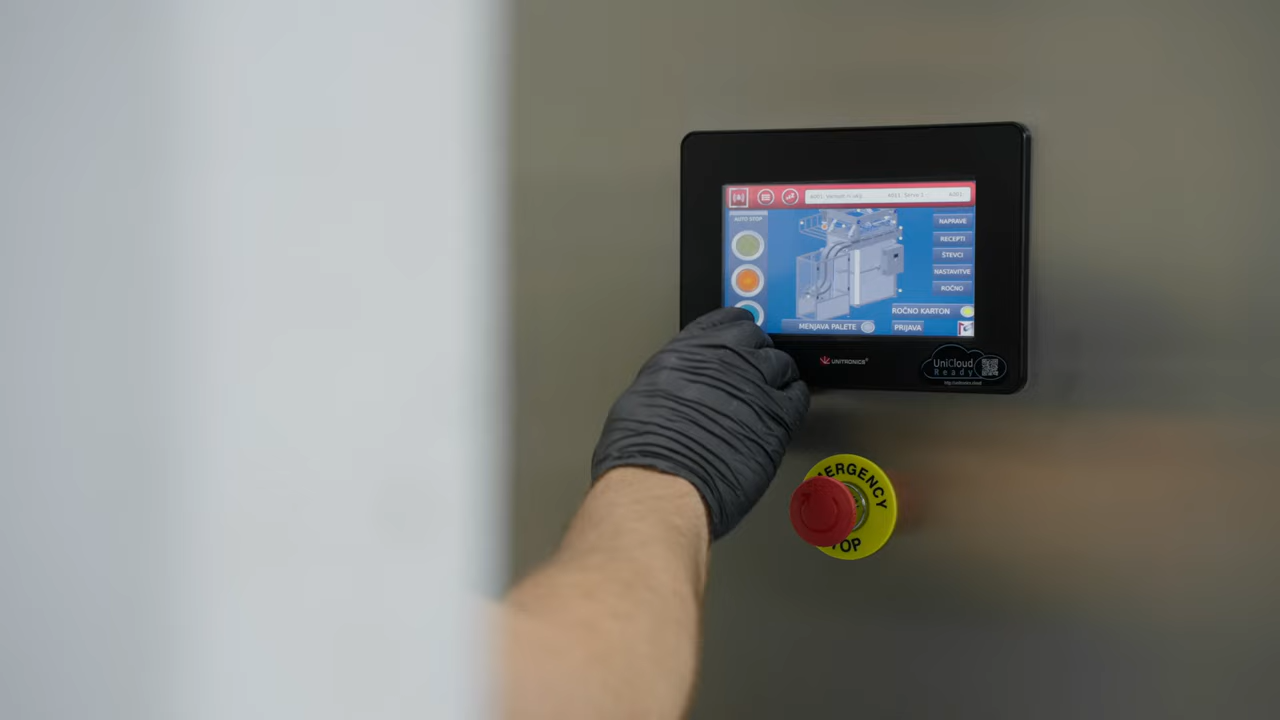 AUTO STOP
NAPRAVE
RECEPTI
ŠTEVCI
NASTAVITVE
ROČNO
ROČNO KARTON
MENJAVA PALETE
PRIJAVA
UNITRONICS
UniCloud
Ready
EMERGENCY
STOP